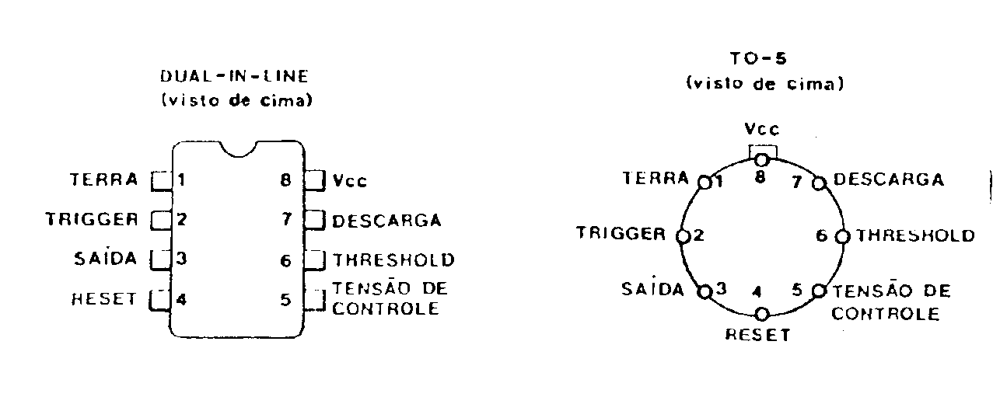 DUAL-IN-LINE
(visto de cima)
TERRA 1 8 Vcc
TRIGGER 2 7 DESCARGA
SAÍDA 3 6 THRESHOLD
RESET 4 5 TENSÃO DE
CONTROLE
TO-5
(visto de cima)
Vcc
TERRA 1 8 7 DESCARGA
TRIGGER 2 6 THRESHOLD
SAÍDA 3 4 5 TENSÃO DE
CONTROLE
RESET